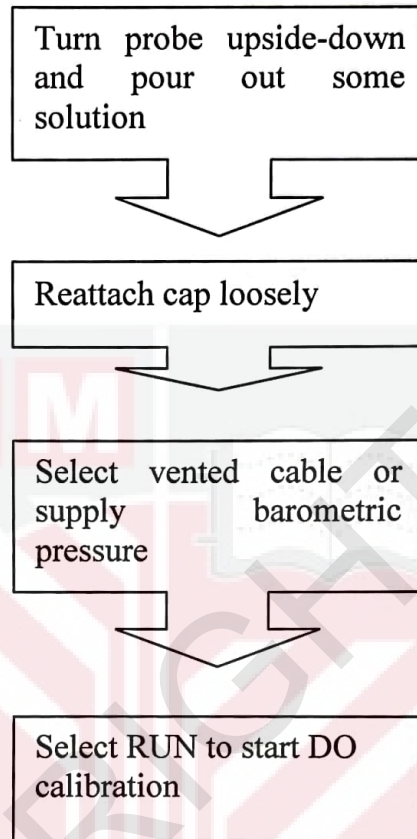 Turn probe upside-down
and pour out some
solution
Reattach cap loosely
Select vented cable or
supply barometric
pressure
Select RUN to start DO
calibration